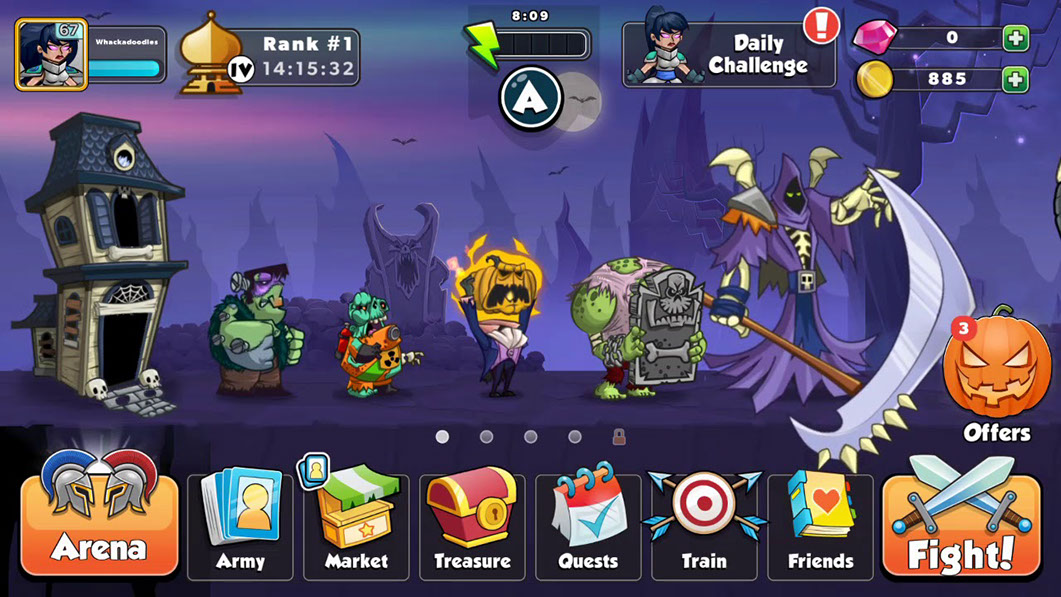 67
Whackadoodles
IV
Rank #1
14:15:32
8:09
A
Daily
Challenge
!
0
885
3
Offers
Arena
Army
Market
Treasure
Quests
Train
Friends
Fight!